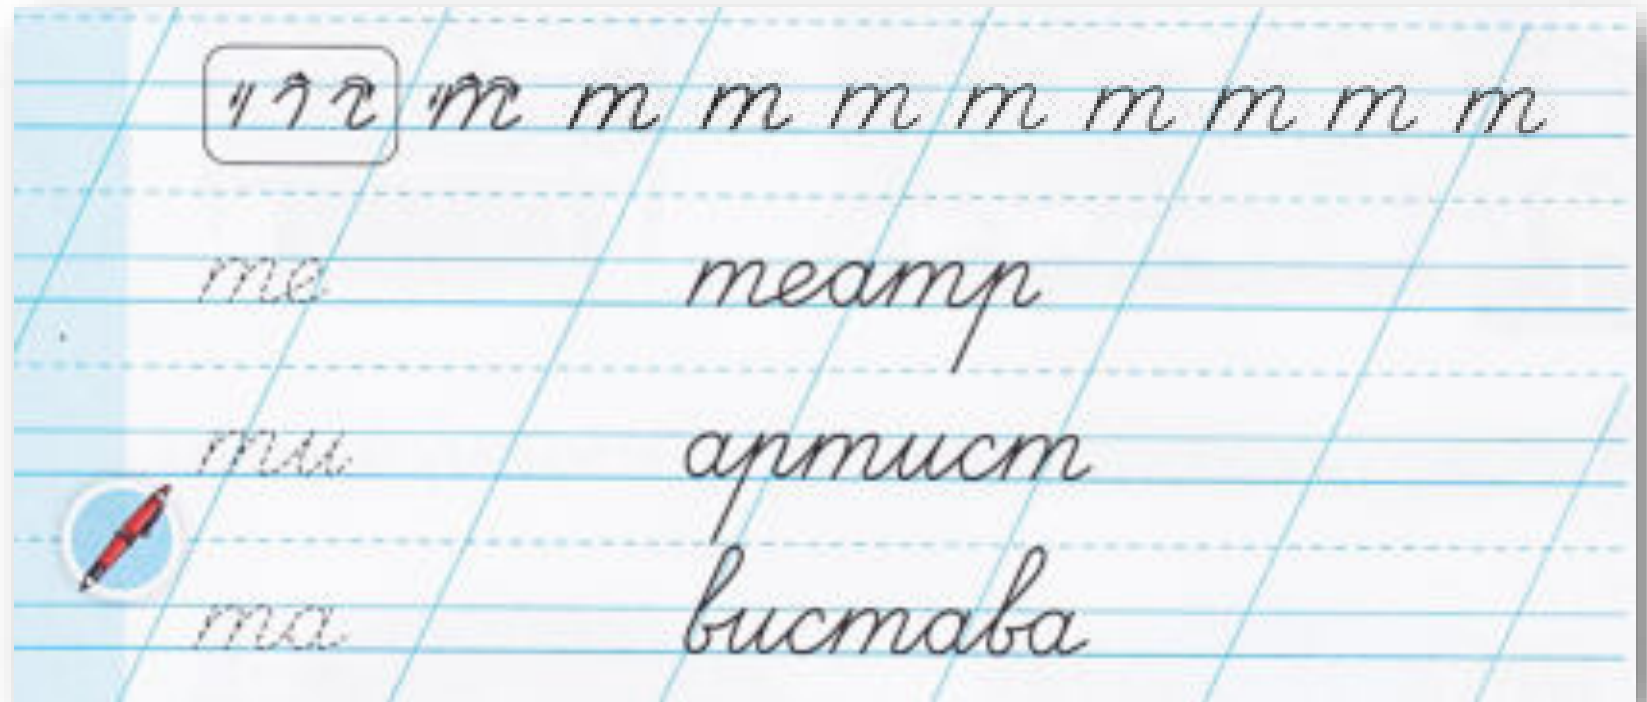 т т т т т т т т т
те театр
ти артист
та вистава